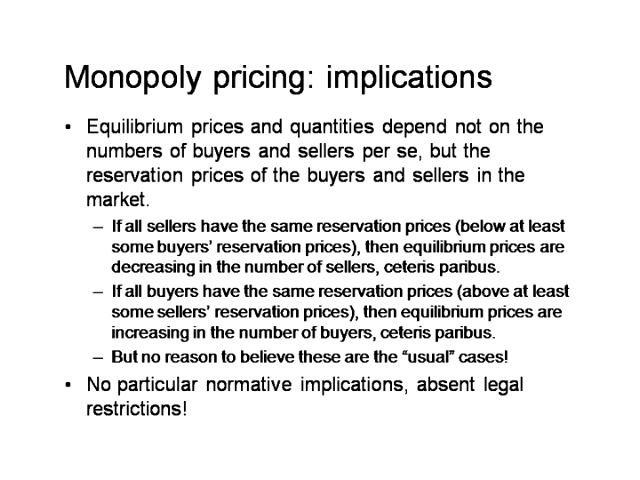 Monopoly pricing: implications
• Equilibrium prices and quantities depend not on the
numbers of buyers and sellers per se, but the
reservation prices of the buyers and sellers in the
market.
– If all sellers have the same reservation prices (below at least
some buyers' reservation prices), then equilibrium prices are
decreasing in the number of sellers, ceteris paribus.
– If all buyers have the same reservation prices (above at least
some sellers' reservation prices), then equilibrium prices are
increasing in the number of buyers, ceteris paribus.
– But no reason to believe these are the “usual” cases!
• No particular normative implications, absent legal
restrictions!